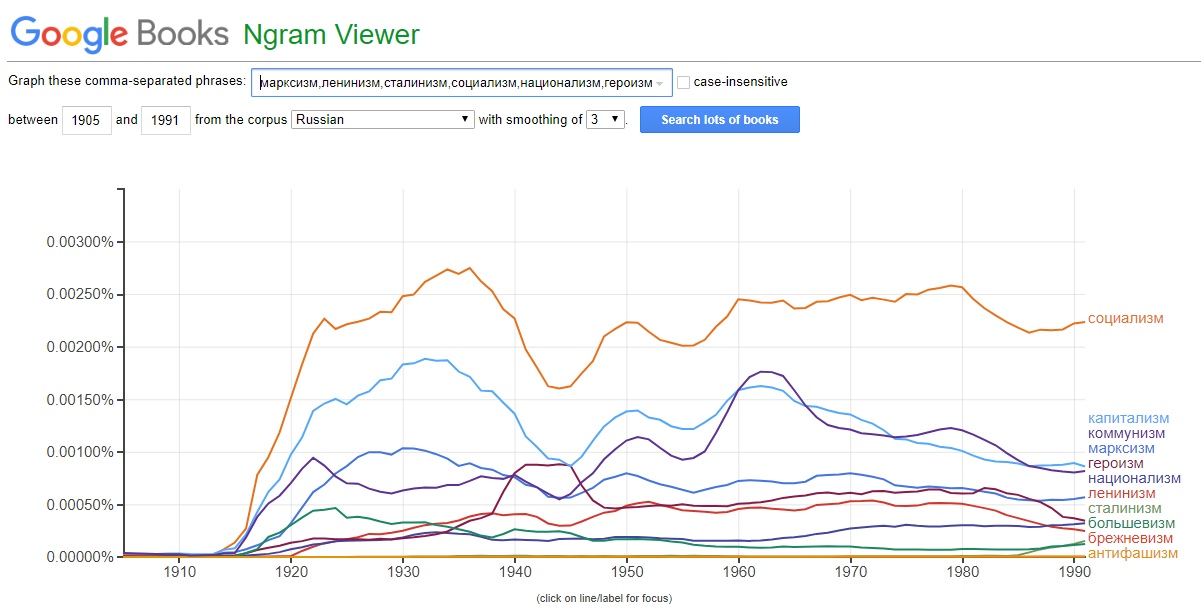 Google Books Ngram Viewer
Graph these comma-separated phrases: марксизм,ленинизм,сталинизм,социализм,национализм,героизм case-insensitive
between 1905 and 1991 from the corpus Russian with smoothing of 3 . Search lots of books
0.00300%
0.00250%
0.00200%
0.00150%
0.00100%
0.00050%
0.00000%
социализм
капитализм
коммунизм
марксизм
героизм
национализм
ленинизм
сталинизм
большевизм
брежневизм
антифашизм
1910 1920 1930 1940 1950 1960 1970 1980 1990
(click on line/label for focus)